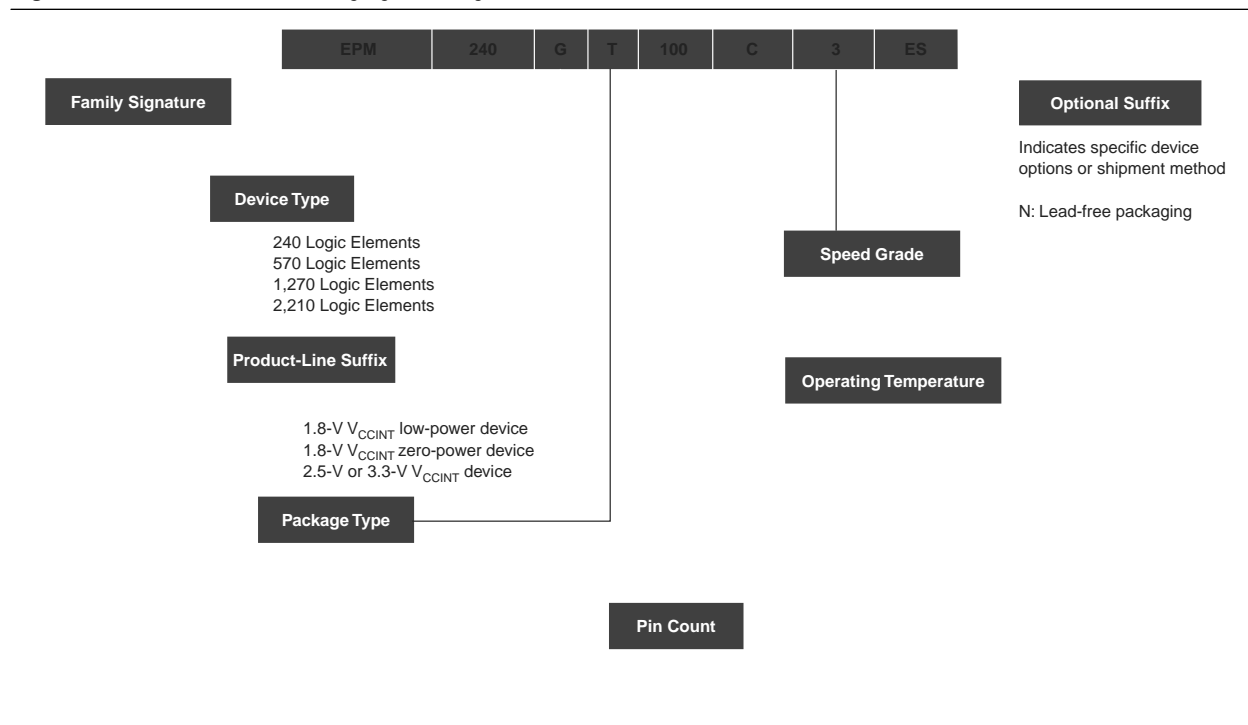 EPM 240 G T 100 C 3 ES
Family Signature
Optional Suffix
Indicates specific device
options or shipment method
N: Lead-free packaging
Device Type
240 Logic Elements
570 Logic Elements
1,270 Logic Elements
2,210 Logic Elements
Speed Grade
Product-Line Suffix
Operating Temperature
1.8-V VCCINT low-power device
1.8-V VCCINT zero-power device
2.5-V or 3.3-V VCCINT device
Package Type
Pin Count